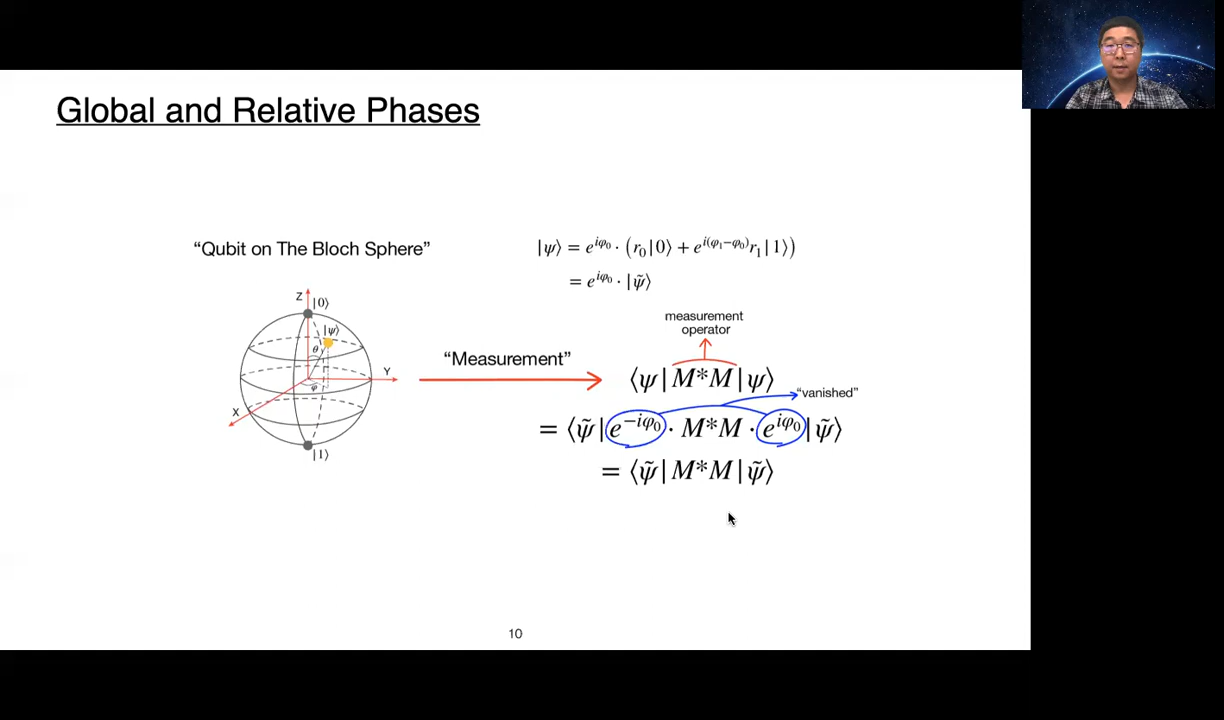 Global and Relative Phases
“Qubit on The Bloch Sphere”
|ψ⟩ = e^{iφ₀} · (r₀|0⟩ + e^{i(φ₁−φ₀)}r₁|1⟩)
= e^{iφ₀} · |ψ̃⟩
Z
|0⟩
|ψ⟩
θ
Y
φ
X
|1⟩
“Measurement”
measurement
operator
⟨ψ|M*M|ψ⟩
“vanished”
= ⟨ψ̃|e^{−iφ₀} · M*M · e^{iφ₀}|ψ̃⟩
= ⟨ψ̃|M*M|ψ̃⟩
10